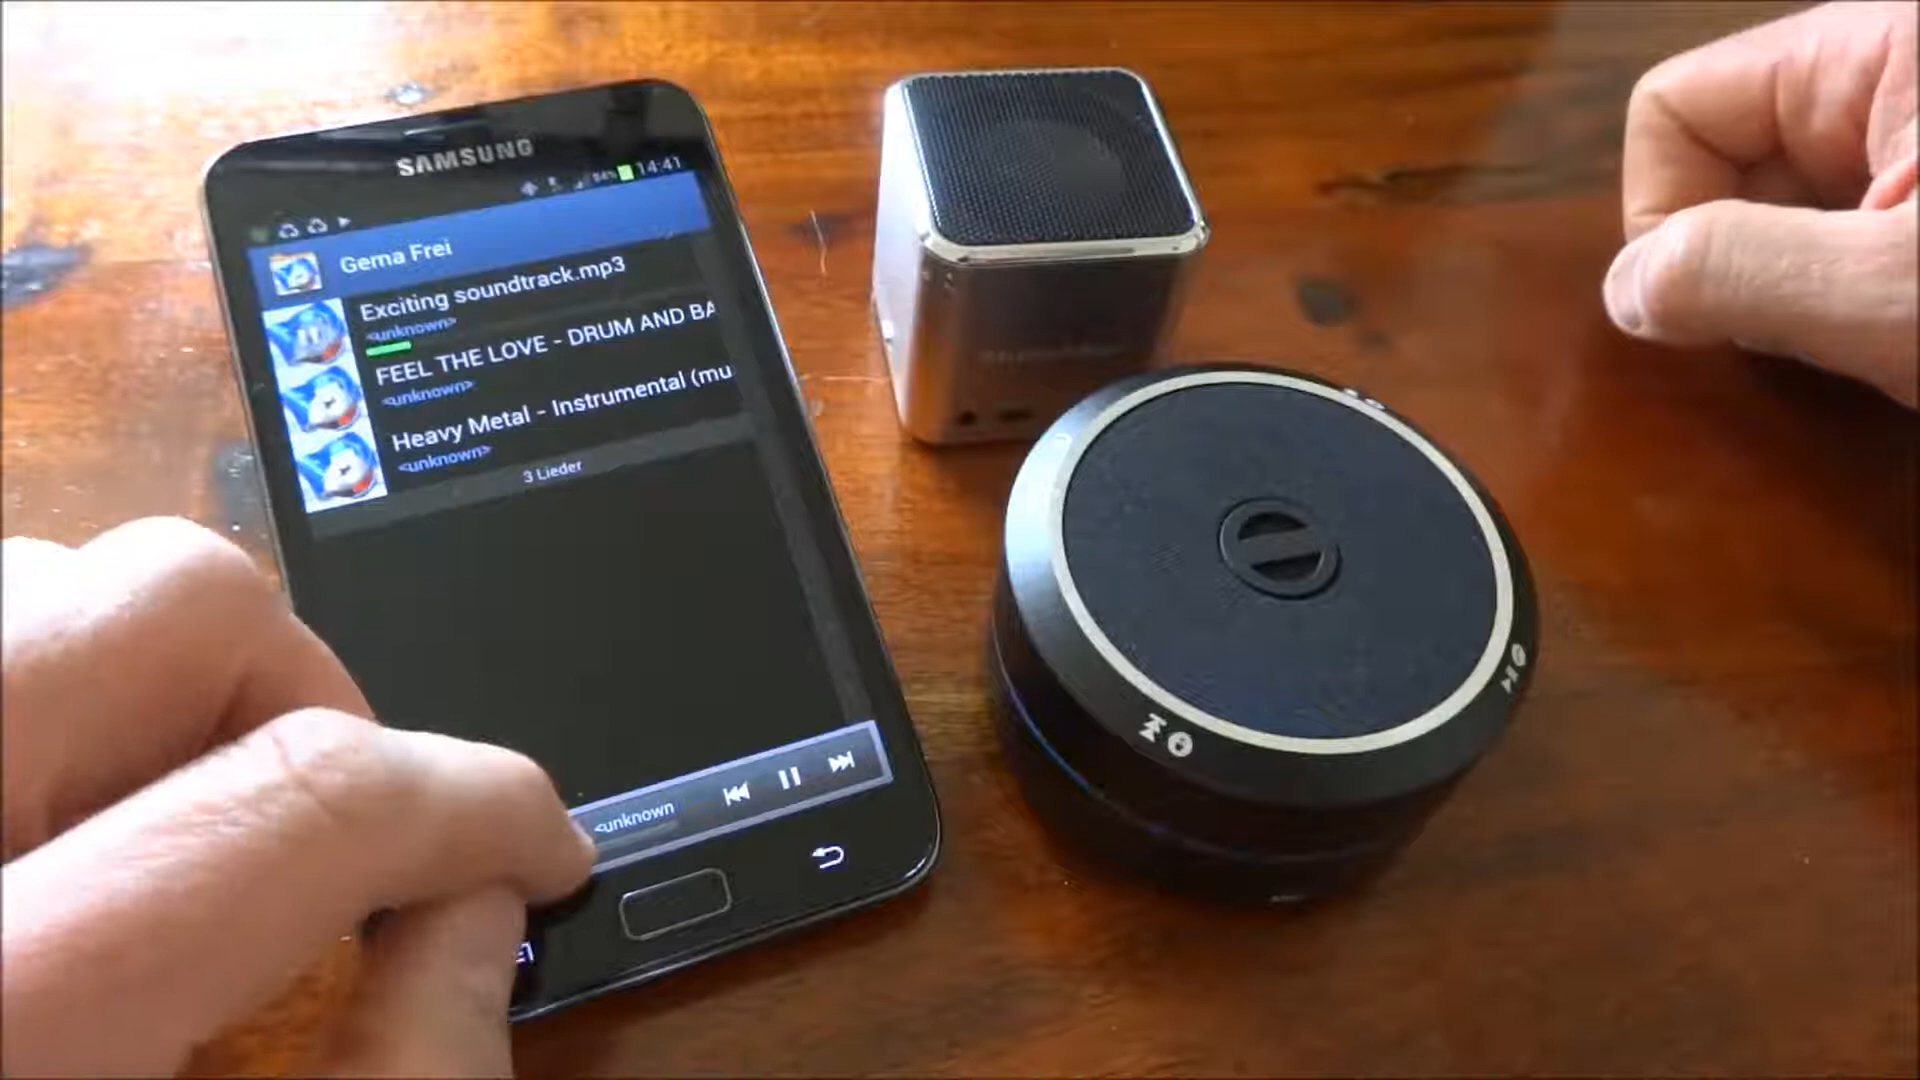 SAMSUNG
84% 14:41
Gema Frei
Exciting soundtrack.mp3
<unknown>
FEEL THE LOVE - DRUM AND BA
<unknown>
Heavy Metal - Instrumental (mu
<unknown>
3 Lieder
<unknown